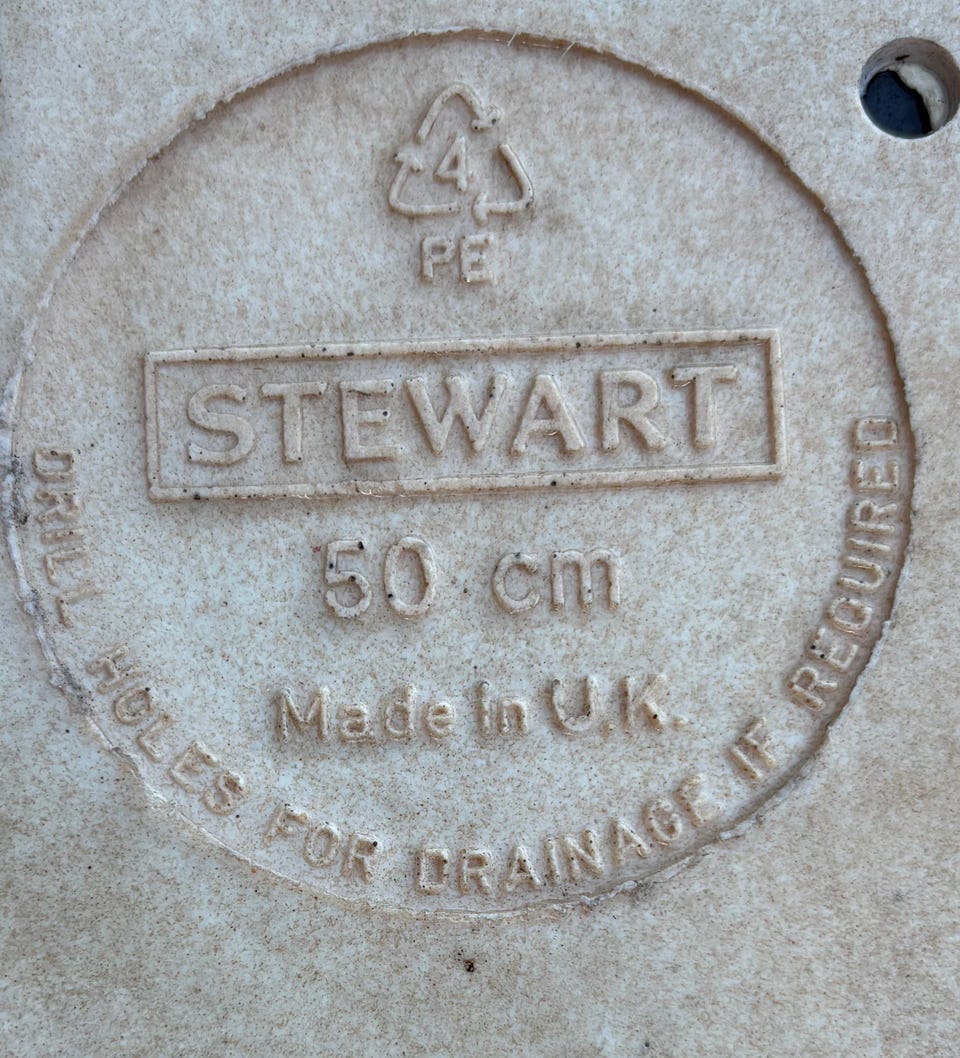 4
PE
STEWART
50 cm
Made in U.K.
DRILL HOLES FOR DRAINAGE IF REQUIRED